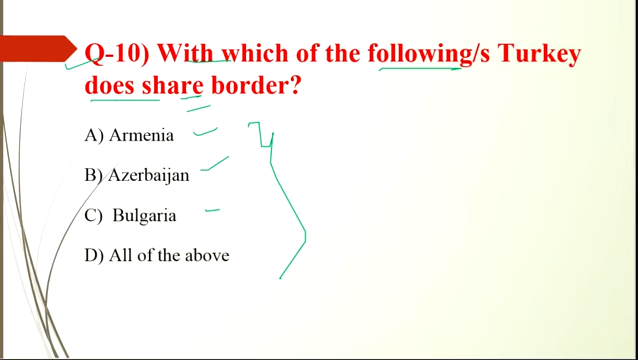 Q-10) With which of the following/s Turkey
does share border?
A) Armenia
B) Azerbaijan
C) Bulgaria
D) All of the above